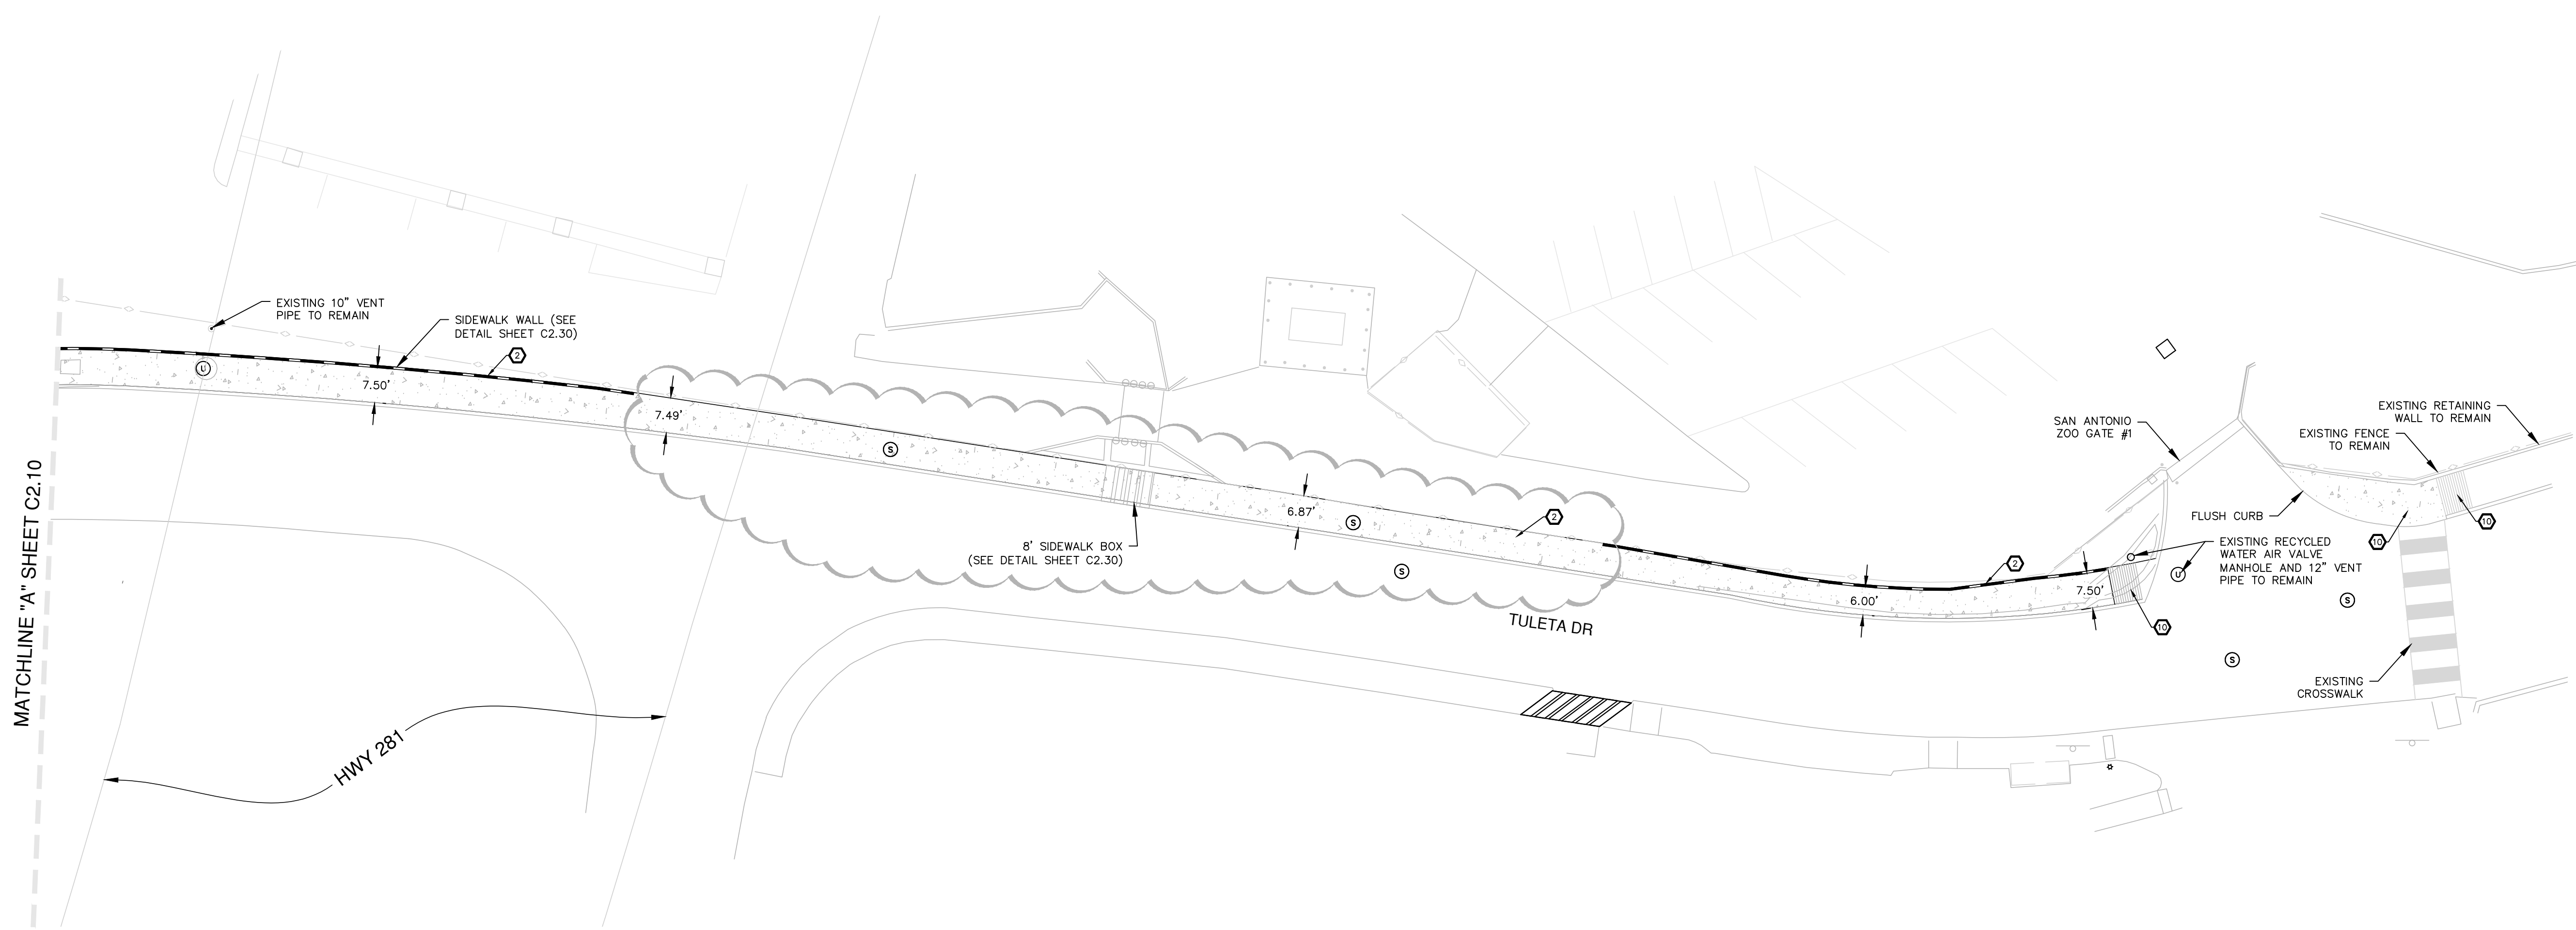 MATCHLINE "A" SHEET C2.10
EXISTING 10" VENT
PIPE TO REMAIN
SIDEWALK WALL (SEE
DETAIL SHEET C2.30)
2
U
7.50'
7.49'
S
8' SIDEWALK BOX
(SEE DETAIL SHEET C2.30)
6.87'
S
2
S
TULETA DR
HWY 281
6.00'
2
7.50'
10
SAN ANTONIO
ZOO GATE #1
EXISTING RETAINING
WALL TO REMAIN
EXISTING FENCE
TO REMAIN
FLUSH CURB
10
10
EXISTING RECYCLED
WATER AIR VALVE
MANHOLE AND 12" VENT
PIPE TO REMAIN
U
S
S
EXISTING
CROSSWALK